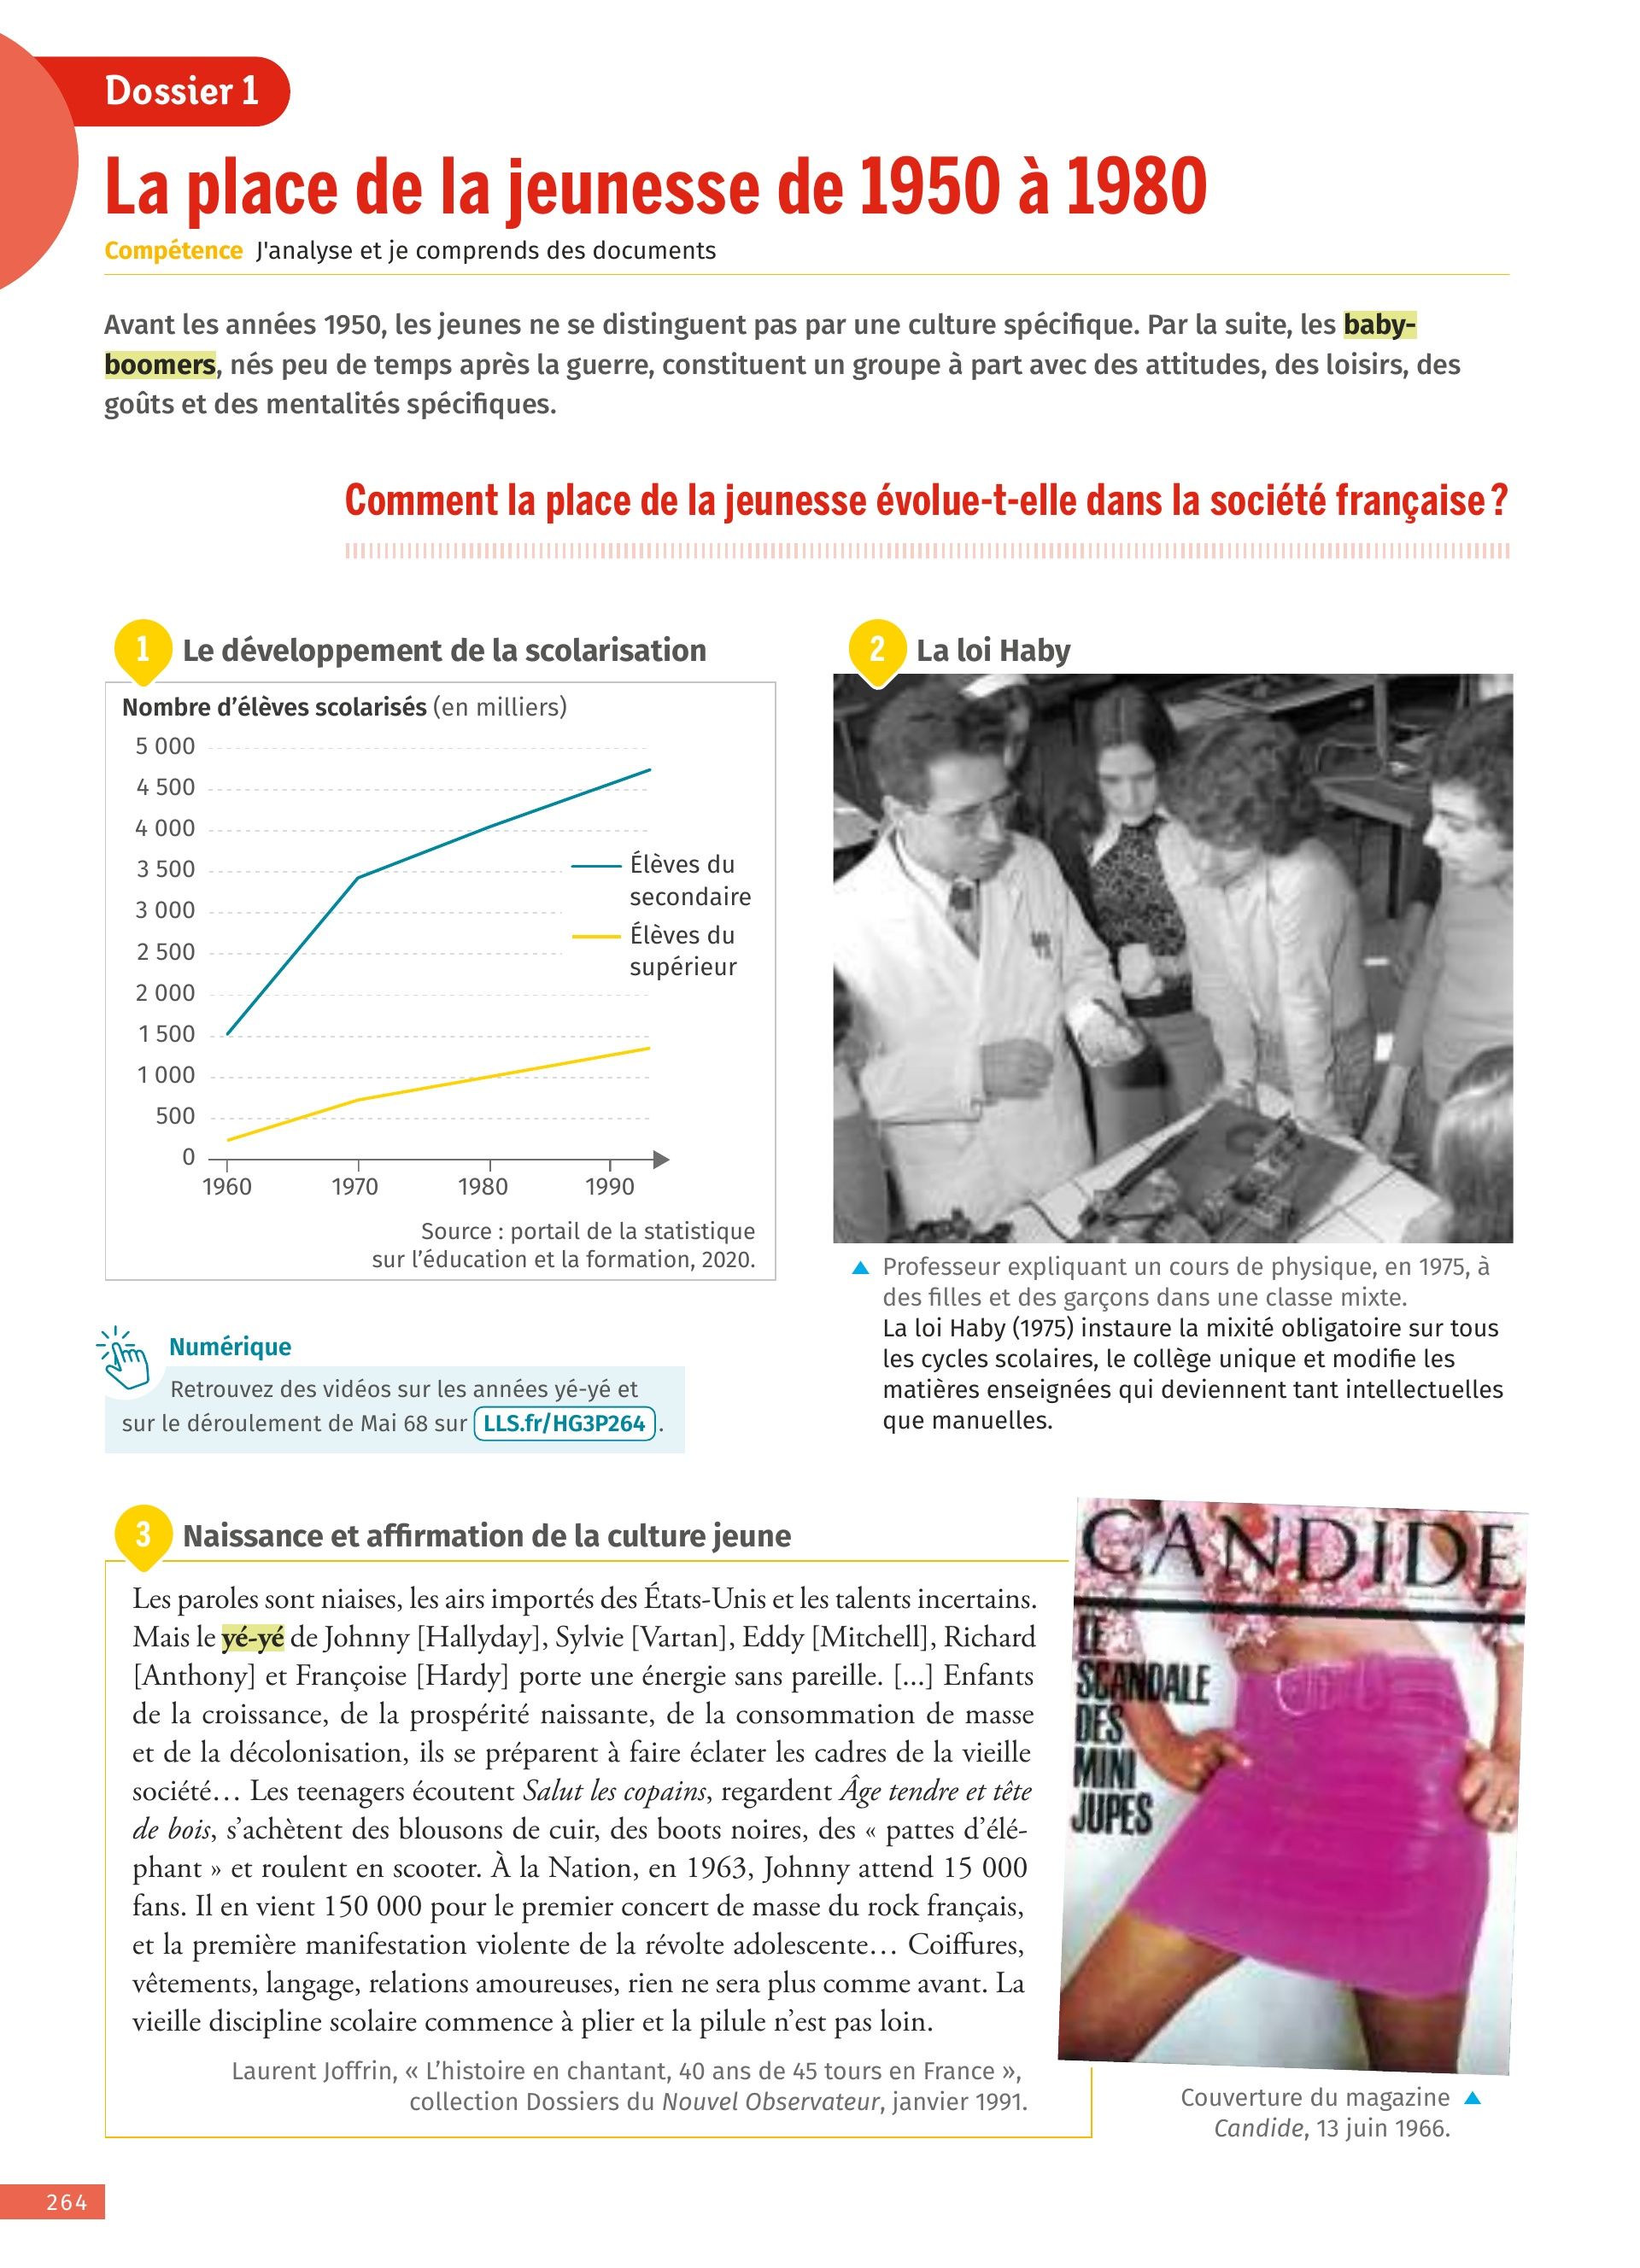 Dossier 1
La place de la jeunesse de 1950 à 1980
Compétence J'analyse et je comprends des documents
Avant les années 1950, les jeunes ne se distinguent pas par une culture spécifique. Par la suite, les baby-
boomers, nés peu de temps après la guerre, constituent un groupe à part avec des attitudes, des loisirs, des
goûts et des mentalités spécifiques.
Comment la place de la jeunesse évolue-t-elle dans la société française ?
1 Le développement de la scolarisation
Nombre d’élèves scolarisés (en milliers)
5 000
4 500
4 000
3 500
3 000
2 500
2 000
1 500
1 000
500
0
1960 1970 1980 1990
Élèves du
secondaire
Élèves du
supérieur
Source : portail de la statistique
sur l’éducation et la formation, 2020.
Numérique
Retrouvez des vidéos sur les années yé-yé et
sur le déroulement de Mai 68 sur LLS.fr/HG3P264 .
2 La loi Haby
Professeur expliquant un cours de physique, en 1975, à
des filles et des garçons dans une classe mixte.
La loi Haby (1975) instaure la mixité obligatoire sur tous
les cycles scolaires, le collège unique et modifie les
matières enseignées qui deviennent tant intellectuelles
que manuelles.
3 Naissance et affirmation de la culture jeune
Les paroles sont niaises, les airs importés des États-Unis et les talents incertains.
Mais le yé-yé de Johnny [Hallyday], Sylvie [Vartan], Eddy [Mitchell], Richard
[Anthony] et Françoise [Hardy] porte une énergie sans pareille. [...] Enfants
de la croissance, de la prospérité naissante, de la consommation de masse
et de la décolonisation, ils se préparent à faire éclater les cadres de la vieille
société… Les teenagers écoutent Salut les copains, regardent Âge tendre et tête
de bois, s’achètent des blousons de cuir, des boots noires, des « pattes d’élé-
phant » et roulent en scooter. À la Nation, en 1963, Johnny attend 15 000
fans. Il en vient 150 000 pour le premier concert de masse du rock français,
et la première manifestation violente de la révolte adolescente… Coiffures,
vêtements, langage, relations amoureuses, rien ne sera plus comme avant. La
vieille discipline scolaire commence à plier et la pilule n’est pas loin.
Laurent Joffrin, « L’histoire en chantant, 40 ans de 45 tours en France »,
collection Dossiers du Nouvel Observateur, janvier 1991.
CANDIDE
LE
SCANDALE
DES
MINI
JUPES
Couverture du magazine
Candide, 13 juin 1966.
264